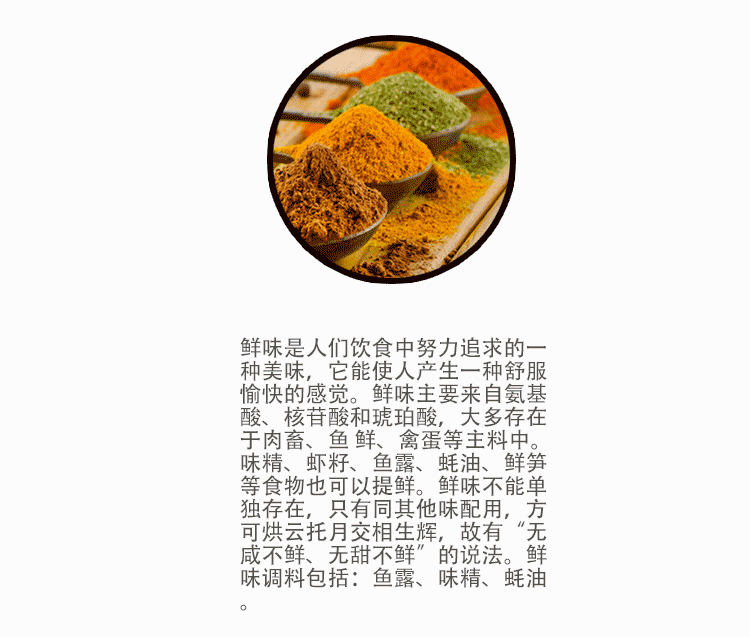 鲜味是人们饮食中努力追求的一
种美味，它能使人产生一种舒服
愉快的感觉。鲜味主要来自氨基
酸、核苷酸和琥珀酸，大多存在
于肉畜、鱼 鲜、禽蛋等主料中。
味精、虾籽、鱼露、蚝油、鲜笋
等食物也可以提鲜。鲜味不能单
独存在，只有同其他味配用，方
可烘云托月交相生辉，故有“无
咸不鲜、无甜不鲜”的说法。鲜
味调料包括：鱼露、味精、蚝油
。